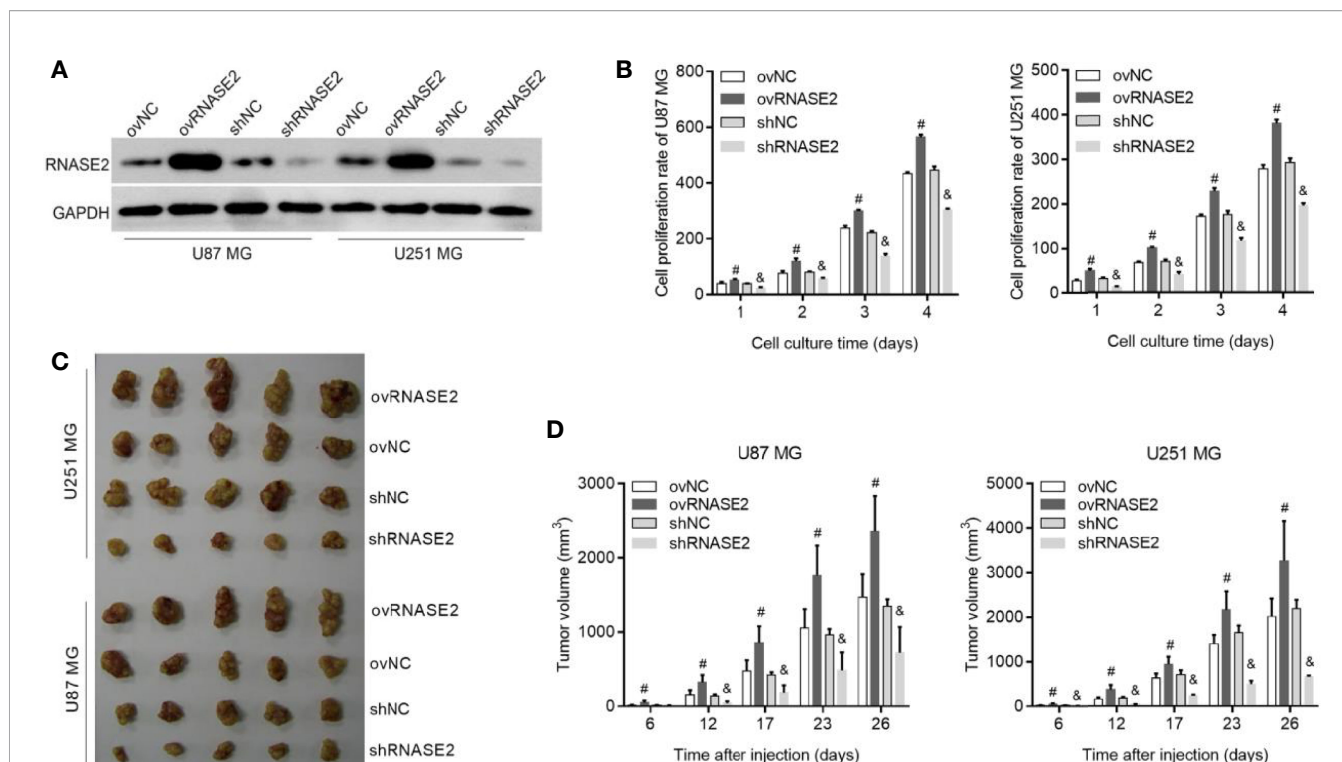 A
ovNC ovRNASE2 shNC shRNASE2 ovNC ovRNASE2 shNC shRNASE2
RNASE2
GAPDH
U87 MG U251 MG
B
Cell proliferation rate of U87 MG
800
600
400
200
0
ovNC
ovRNASE2
shNC
shRNASE2
# & # & # & # &
1 2 3 4
Cell culture time (days)
Cell proliferation rate of U251 MG
500
400
300
200
100
0
ovNC
ovRNASE2
shNC
shRNASE2
# & # & # & # &
1 2 3 4
Cell culture time (days)
C
U251 MG
ovRNASE2
ovNC
shNC
shRNASE2
U87 MG
ovRNASE2
ovNC
shNC
shRNASE2
D
U87 MG
Tumor volume (mm3)
3000
2000
1000
0
ovNC
ovRNASE2
shNC
shRNASE2
# # & # & # & # &
6 12 17 23 26
Time after injection (days)
U251 MG
Tumor volume (mm3)
5000
4000
3000
2000
1000
0
ovNC
ovRNASE2
shNC
shRNASE2
# & # & # & # & # &
6 12 17 23 26
Time after injection (days)